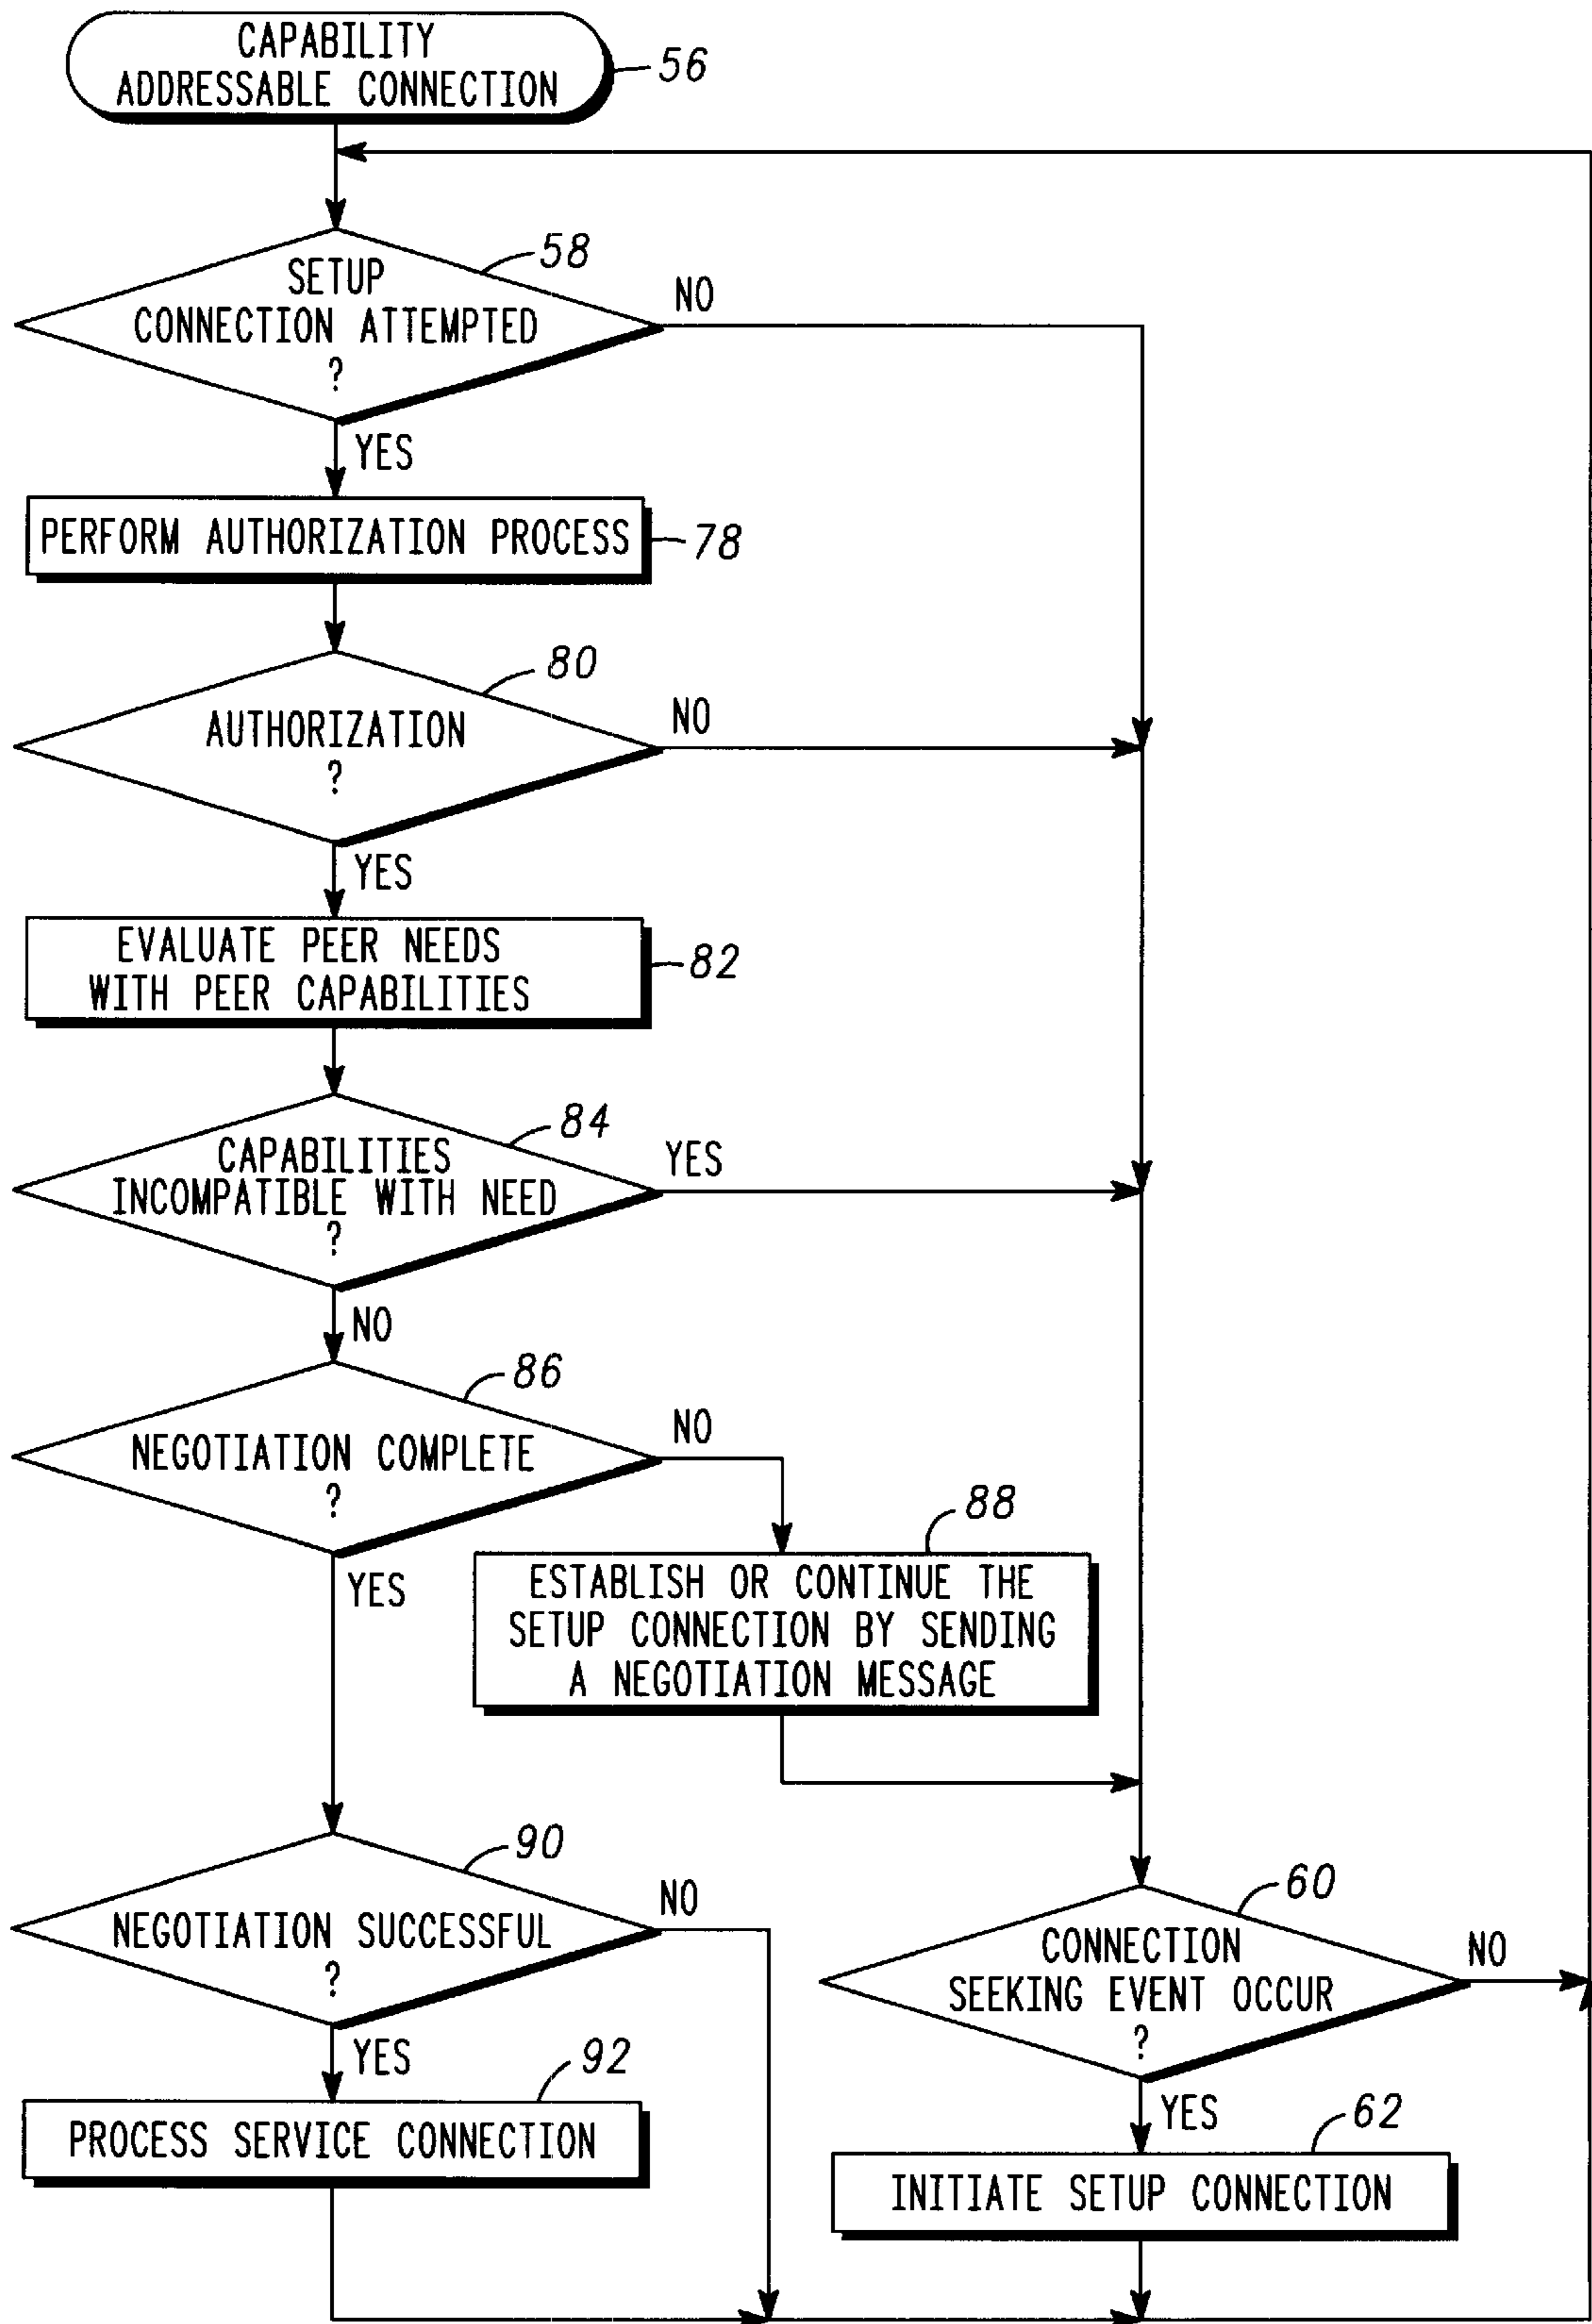 CAPABILITY
ADDRESSABLE CONNECTION
56
58
SETUP
CONNECTION ATTEMPTED
?
NO
YES
PERFORM AUTHORIZATION PROCESS
78
80
AUTHORIZATION
?
NO
YES
EVALUATE PEER NEEDS
WITH PEER CAPABILITIES
82
84
CAPABILITIES
INCOMPATIBLE WITH NEED
?
YES
NO
86
NEGOTIATION COMPLETE
?
NO
YES
88
ESTABLISH OR CONTINUE THE
SETUP CONNECTION BY SENDING
A NEGOTIATION MESSAGE
90
NEGOTIATION SUCCESSFUL
?
NO
YES
92
PROCESS SERVICE CONNECTION
60
CONNECTION
SEEKING EVENT OCCUR
?
NO
YES
62
INITIATE SETUP CONNECTION